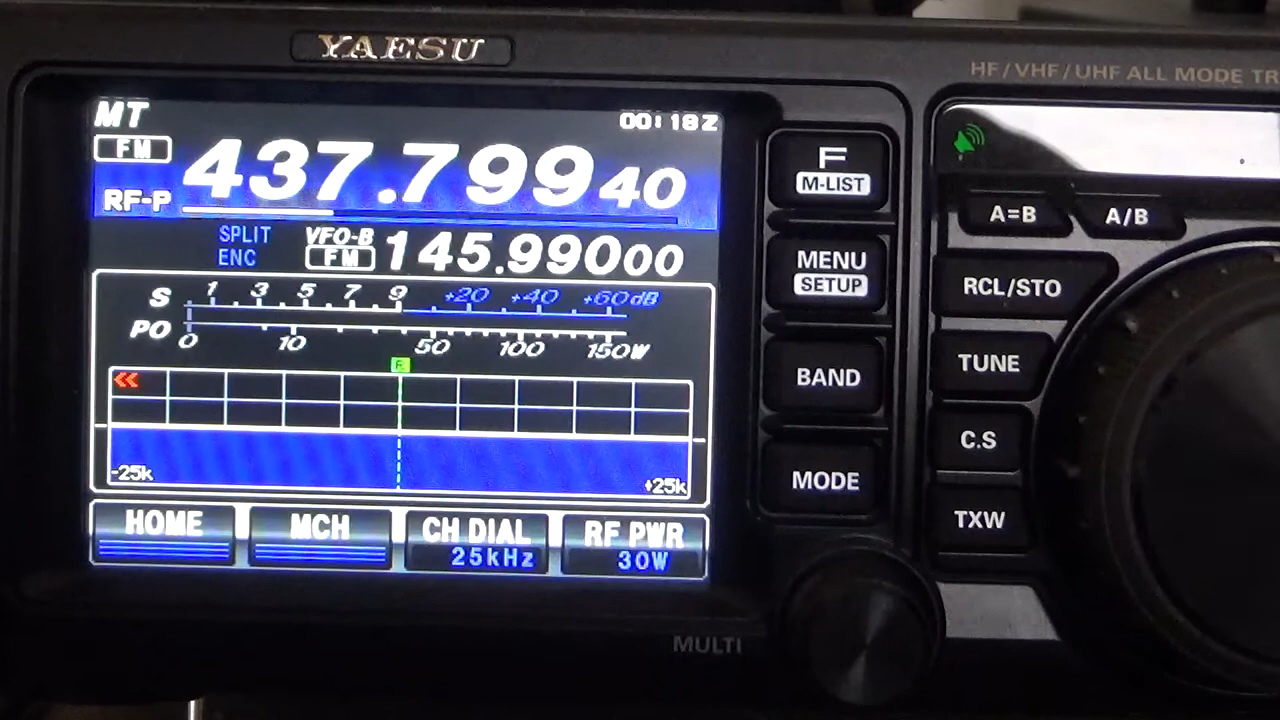 YAESU
HF/VHF/UHF ALL MODE TR
MT
00:18Z
FM
437.799 40
RF-P
SPLIT
ENC
VFO-B
FM
145.99000
S 1 3 5 7 9 +20 +40 +60dB
PO 0 10 50 100 150W
-25k
+25k
HOME
MCH
CH DIAL
25kHz
RF PWR
30W
F
M-LIST
MENU
SETUP
BAND
MODE
A=B
A/B
RCL/STO
TUNE
C.S
TXW
MULTI